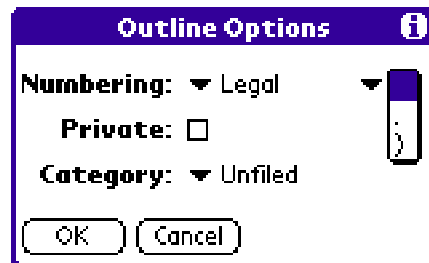 Outline Options i
Numbering: Legal
.
Private:
)
Category: Unfiled
OK Cancel